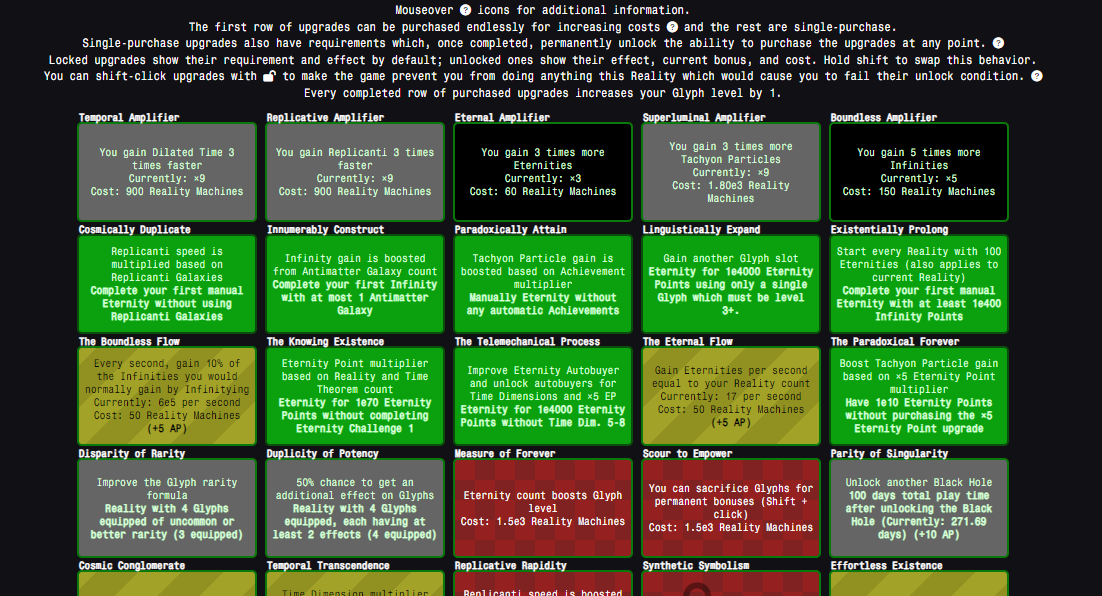 Mouseover ? icons for additional information.
The first row of upgrades can be purchased endlessly for increasing costs ? and the rest are single-purchase.
Single-purchase upgrades also have requirements which, once completed, permanently unlock the ability to purchase the upgrades at any point. ?
Locked upgrades show their requirement and effect by default; unlocked ones show their effect, current bonus, and cost. Hold shift to swap this behavior.
You can shift-click upgrades with to make the game prevent you from doing anything this Reality which would cause you to fail their unlock condition. ?
Every completed row of purchased upgrades increases your Glyph level by 1.
Temporal Amplifier
You gain Dilated Time 3
times faster
Currently: ×9
Cost: 900 Reality Machines
Replicative Amplifier
You gain Replicanti 3 times
faster
Currently: ×9
Cost: 900 Reality Machines
Eternal Amplifier
You gain 3 times more
Eternities
Currently: ×3
Cost: 60 Reality Machines
Superluminal Amplifier
You gain 3 times more
Tachyon Particles
Currently: ×9
Cost: 1.80e3 Reality
Machines
Boundless Amplifier
You gain 5 times more
Infinities
Currently: ×5
Cost: 150 Reality Machines
Cosmically Duplicate
Replicanti speed is
multiplied based on
Replicanti Galaxies
Complete your first manual
Eternity without using
Replicanti Galaxies
Innumerably Construct
Infinity gain is boosted
from Antimatter Galaxy count
Complete your first Infinity
with at most 1 Antimatter
Galaxy
Paradoxically Attain
Tachyon Particle gain is
boosted based on Achievement
multiplier
Manually Eternity without
any automatic Achievements
Linguistically Expand
Gain another Glyph slot
Eternity for 1e4000 Eternity
Points using only a single
Glyph which must be level
3+.
Existentially Prolong
Start every Reality with 100
Eternities (also applies to
current Reality)
Complete your first manual
Eternity with at least 1e400
Infinity Points
The Boundless Flow
Every second, gain 10% of
the Infinities you would
normally gain by Infinitying
Currently: 6e5 per second
Cost: 50 Reality Machines
(+5 AP)
The Knowing Existence
Eternity Point multiplier
based on Reality and Time
Theorem count
Eternity for 1e70 Eternity
Points without completing
Eternity Challenge 1
The Telemechanical Process
Improve Eternity Autobuyer
and unlock autobuyers for
Time Dimensions and ×5 EP
Eternity for 1e4000 Eternity
Points without Time Dim. 5-8
The Eternal Flow
Gain Eternities per second
equal to your Reality count
Currently: 17 per second
Cost: 50 Reality Machines
(+5 AP)
The Paradoxical Forever
Boost Tachyon Particle gain
based on ×5 Eternity Point
multiplier
Have 1e10 Eternity Points
without purchasing the ×5
Eternity Point upgrade
Disparity of Rarity
Improve the Glyph rarity
formula
Reality with 4 Glyphs
equipped of uncommon or
better rarity (3 equipped)
Duplicity of Potency
50% chance to get an
additional effect on Glyphs
Reality with 4 Glyphs
equipped, each having at
least 2 effects (4 equipped)
Measure of Forever
Eternity count boosts Glyph
level
Cost: 1.5e3 Reality Machines
Scour to Empower
You can sacrifice Glyphs for
permanent bonuses (Shift +
click)
Cost: 1.5e3 Reality Machines
Parity of Singularity
Unlock another Black Hole
100 days total play time
after unlocking the Black
Hole (Currently: 271.69
days) (+10 AP)
Cosmic Conglomerate
Temporal Transcendence
Time Dimension multiplier
Replicative Rapidity
Replicanti speed is boosted
Synthetic Symbolism
Effortless Existence